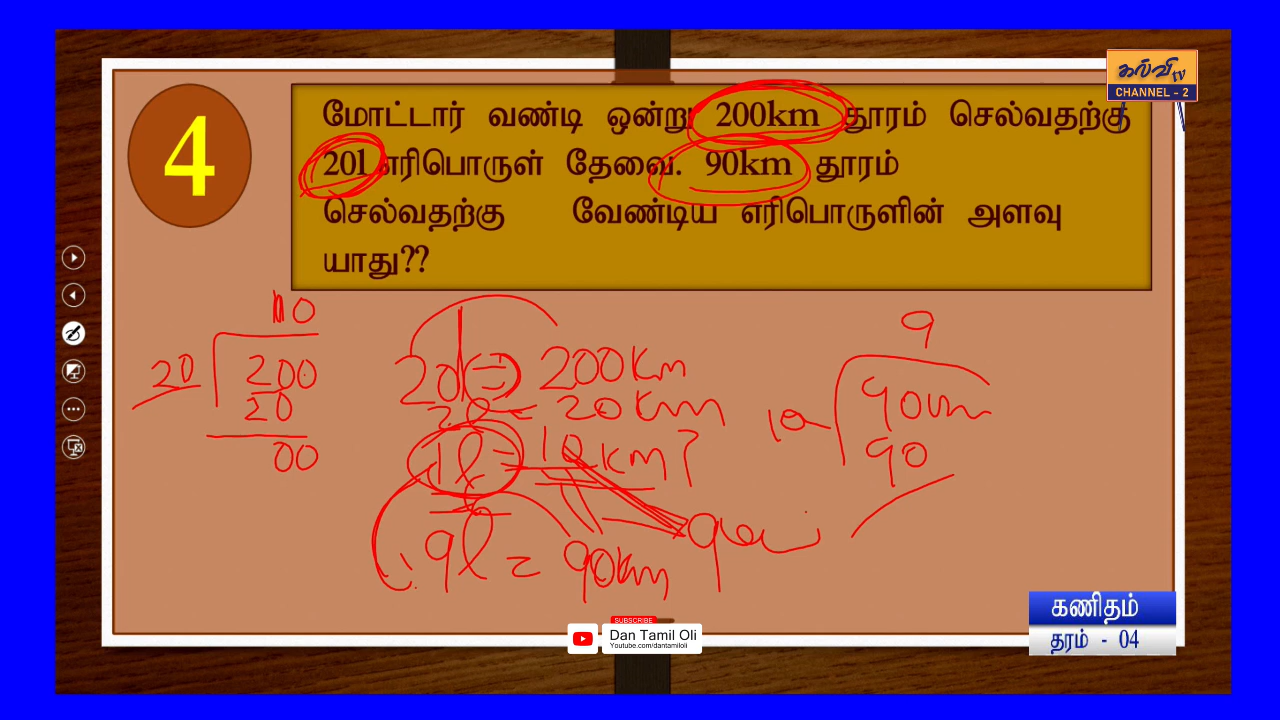 கல்வி tv
CHANNEL - 2
4
மோட்டார் வண்டி ஒன்று 200km தூரம் செல்வதற்கு
20l எரிபொருள் தேவை. 90km தூரம்
செல்வதற்கு வேண்டிய எரிபொருளின் அளவு
யாது??
10
20 200
20
00
20l = 200km
2l = 20km
1l = 10km?
9l = 90km
9
10 90km
90
SUBSCRIBE
Dan Tamil Oli
Youtube.com/dantamiloli
கணிதம்
தரம் - 04